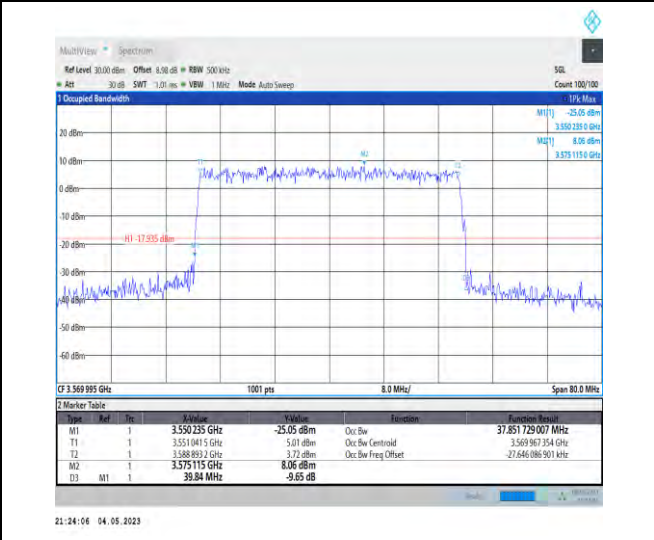 MultiView Spectrum
Ref Level 30.00 dBm Offset 8.98 dB RBW 500 kHz SGL
Att 30 dB SWT 1.01 ms VBW 1 MHz Mode Auto Sweep Count 100/100
1 Occupied Bandwidth 1Pk Max
M1[1] -25.05 dBm
3.550 235 0 GHz
M2[1] 8.06 dBm
3.575 115 0 GHz
20 dBm
M2
10 dBm
T1 T2
0 dBm
-10 dBm
H1 -17.935 dBm
-20 dBm
-30 dBm
-40 dBm
-50 dBm
-60 dBm
CF 3.569 995 GHz 1001 pts 8.0 MHz/ Span 80.0 MHz
2 Marker Table
Type Ref Trc X-Value Y-Value Function Function Result
M1 1 3.550 235 GHz -25.05 dBm Occ Bw 37.851 729 007 MHz
T1 1 3.551 041 5 GHz 5.01 dBm Occ Bw Centroid 3.569 967 354 GHz
T2 1 3.588 893 2 GHz 3.72 dBm Occ Bw Freq Offset -27.646 086 901 kHz
M2 1 3.575 115 GHz 8.06 dBm
D3 M1 1 39.84 MHz -9.65 dB
21:24:06 04.05.2023